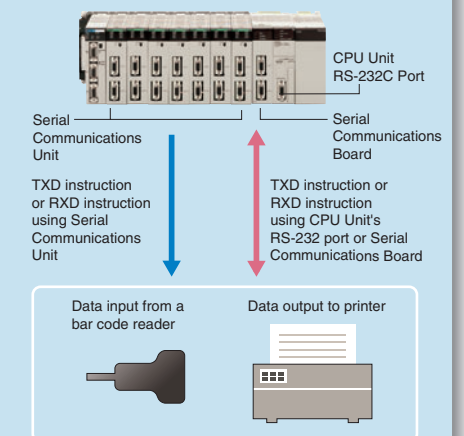 CPU Unit
RS-232C Port
Serial
Communications
Unit
Serial
Communications
Board
TXD instruction
or RXD instruction
using Serial
Communications
Unit
TXD instruction or
RXD instruction
using CPU Unit's
RS-232 port or Serial
Communications Board
Data input from a
bar code reader
Data output to printer